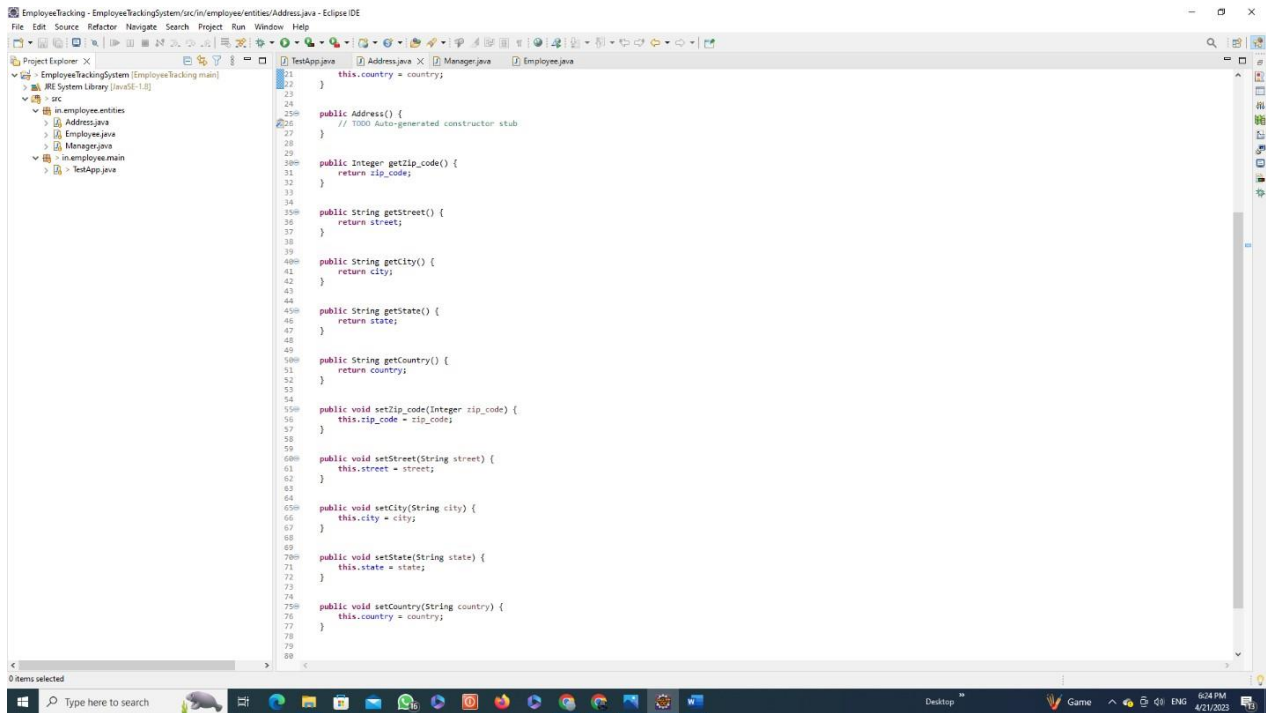 EmployeeTracking - EmployeeTrackingSystem/src/in/employee/entities/Address.java - Eclipse IDE
File Edit Source Refactor Navigate Search Project Run Window Help
Project Explorer
TestApp.java Address.java Manager.java Employee.java
> EmployeeTrackingSystem [EmployeeTracking main]
JRE System Library [JavaSE-1.8]
> src
in.employee.entities
Address.java
Employee.java
Manager.java
> in.employee.main
> TestApp.java
21 this.country = country;
22 }
23
24
25 public Address() {
26 // TODO Auto-generated constructor stub
27 }
28
29
30 public Integer getZip_code() {
31 return zip_code;
32 }
33
34
35 public String getStreet() {
36 return street;
37 }
38
39
40 public String getCity() {
41 return city;
42 }
43
44
45 public String getState() {
46 return state;
47 }
48
49
50 public String getCountry() {
51 return country;
52 }
53
54
55 public void setZip_code(Integer zip_code) {
56 this.zip_code = zip_code;
57 }
58
59
60 public void setStreet(String street) {
61 this.street = street;
62 }
63
64
65 public void setCity(String city) {
66 this.city = city;
67 }
68
69
70 public void setState(String state) {
71 this.state = state;
72 }
73
74
75 public void setCountry(String country) {
76 this.country = country;
77 }
78
79
80
0 items selected
Type here to search
Desktop
Game
ENG
6:24 PM
4/21/2023